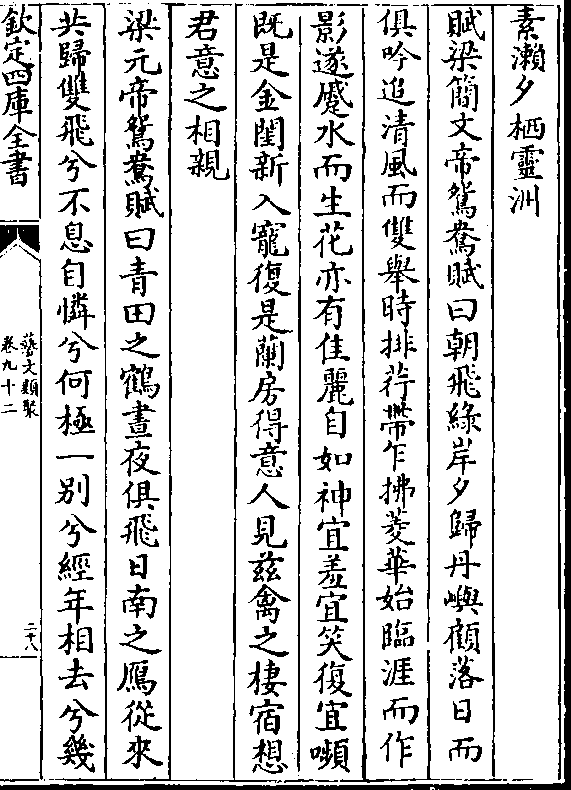 素瀨夕栖靈洲
賦梁簡文帝鴛鴦賦曰朝飛綠岸夕歸丹嶼顧落日而
俱吟追清風而雙舉時排荇帶乍拂菱華始臨涯而作
影遂蹙水而生花亦有佳麗自如神宜羞宜笑復宜嚬
既是金閨新入寵復是蘭房得意人見兹禽之棲宿想
君意之相親
梁元帝鴛鴦賦曰青田之鶴晝夜俱飛日南之鴈從來
共歸雙飛兮不息自憐兮何極一别兮經年相去兮幾
欽定四庫全書
藝文類聚
卷九十二
二十八